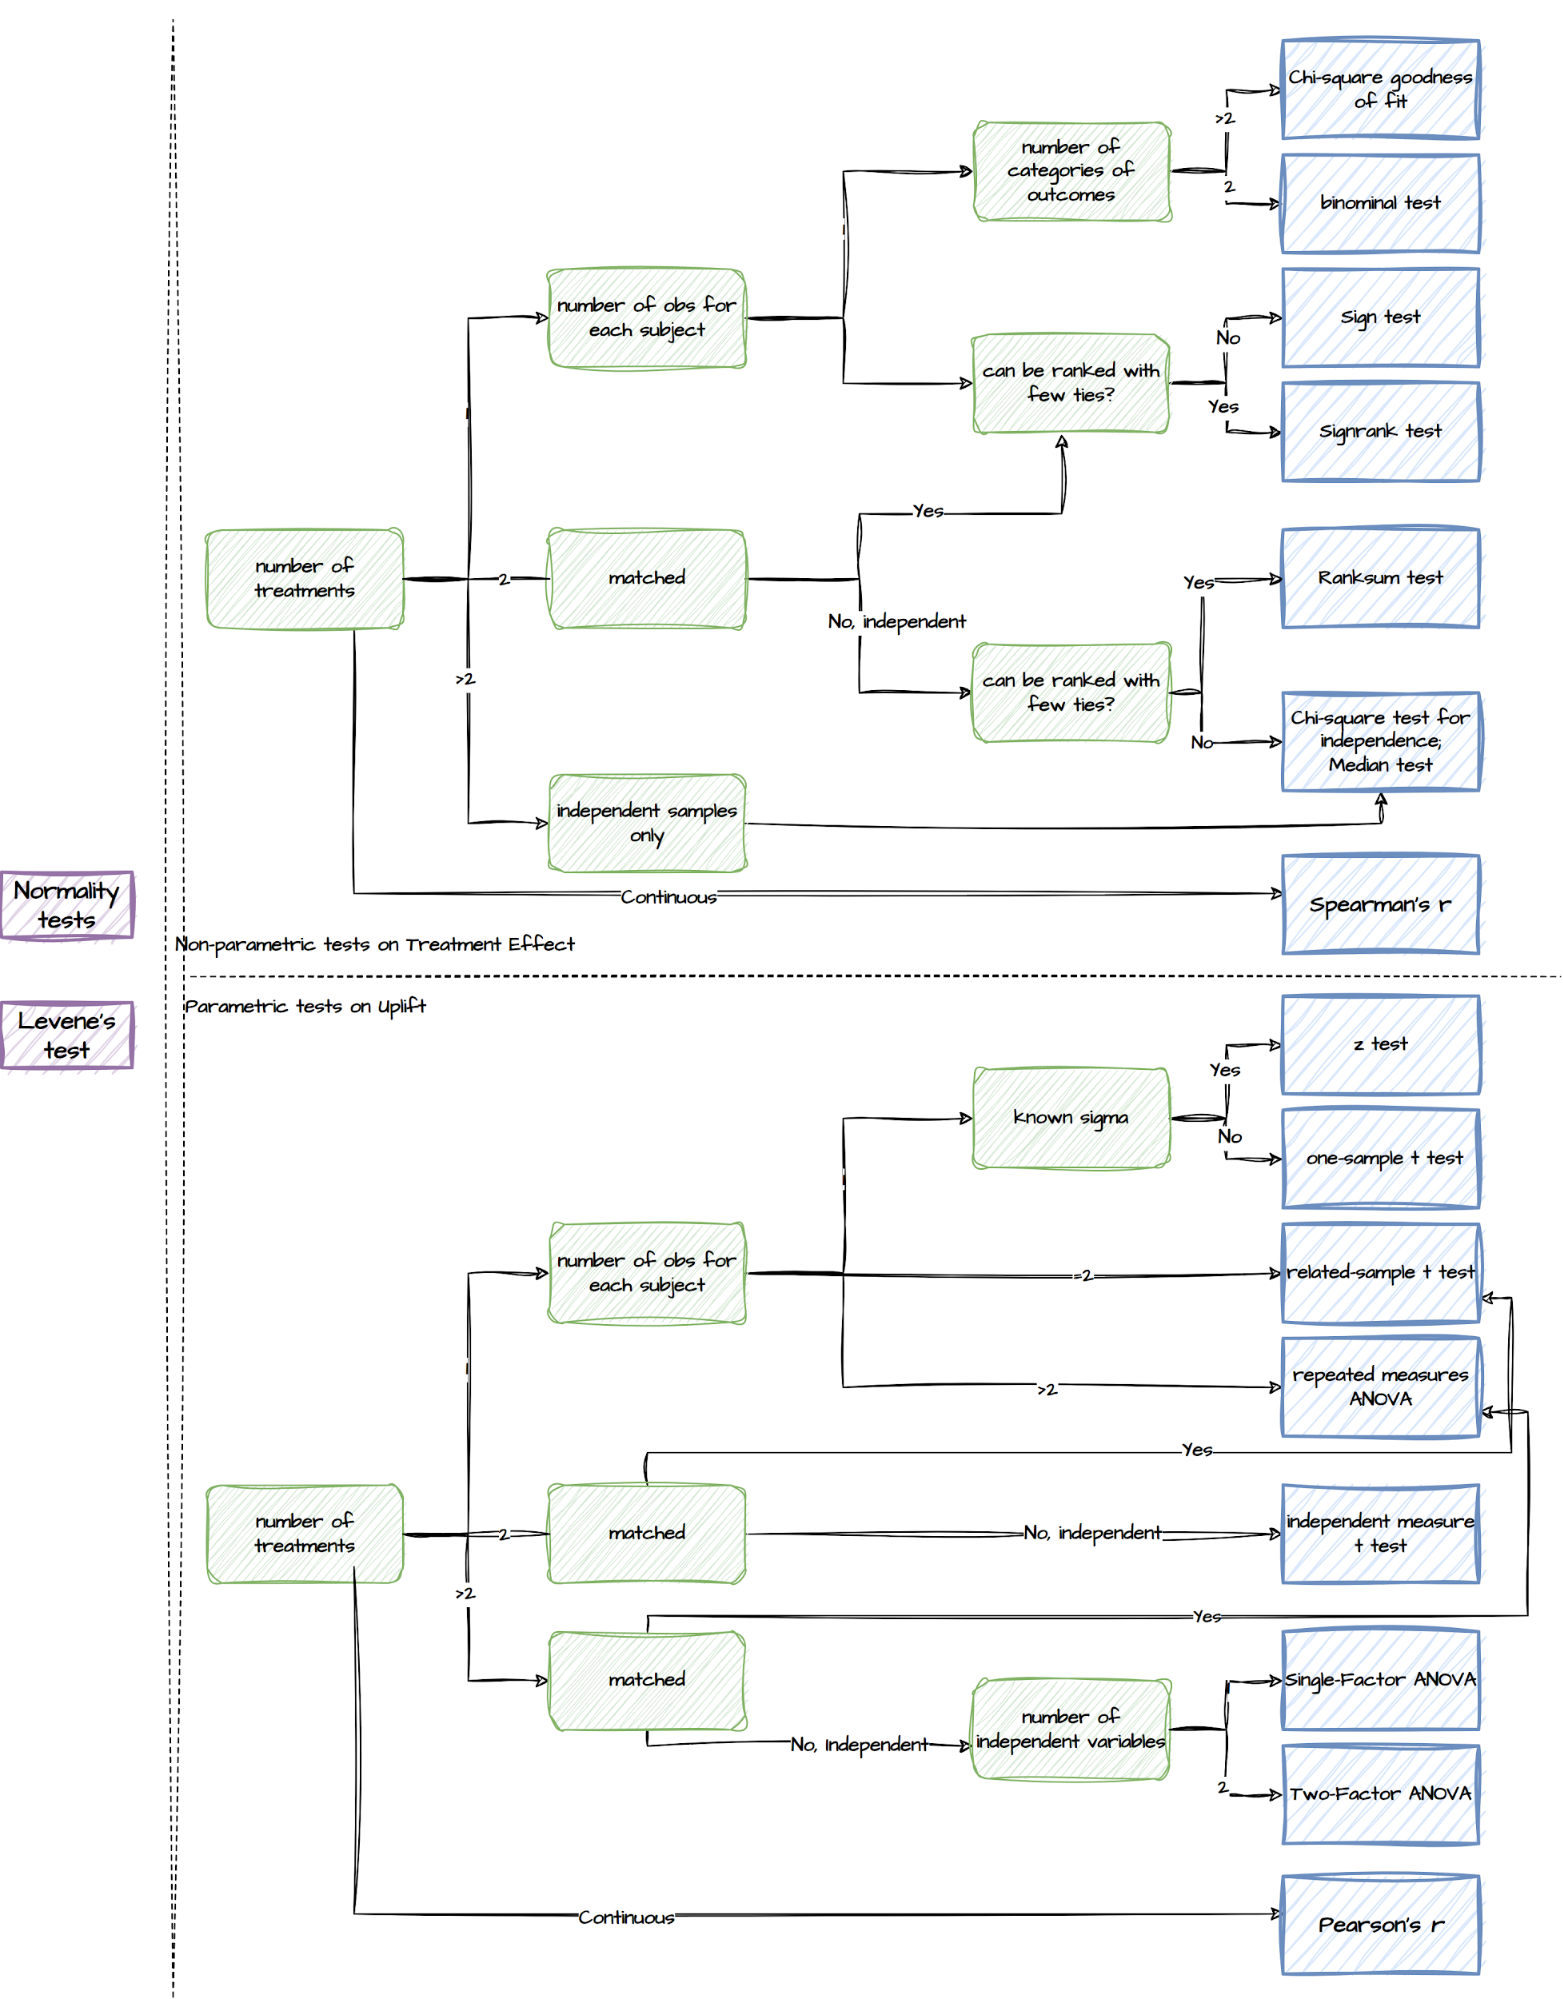 Chi-square goodness
of fit
>2
number of
categories of
outcomes
2
binominal test
1
number of obs for
each subject
Sign test
No
can be ranked with
few ties?
Yes
Signrank test
1
Yes
number of
treatments
2
matched
Yes
Ranksum test
No, independent
>2
can be ranked with
few ties?
No
Chi-square test for
independence;
Median test
independent samples
only
Normality
tests
Continuous
Spearman's r
Non-parametric tests on Treatment Effect
Levene's
test
Parametric tests on Uplift
z test
Yes
known sigma
No
one-sample t test
1
number of obs for
each subject
=2
related-sample t test
1
>2
repeated measures
ANOVA
Yes
number of
treatments
2
matched
No, independent
independent measure
t test
>2
Yes
matched
Single-Factor ANOVA
number of
independent variables
No, Independent
1
2
Two-Factor ANOVA
Continuous
Pearson's r